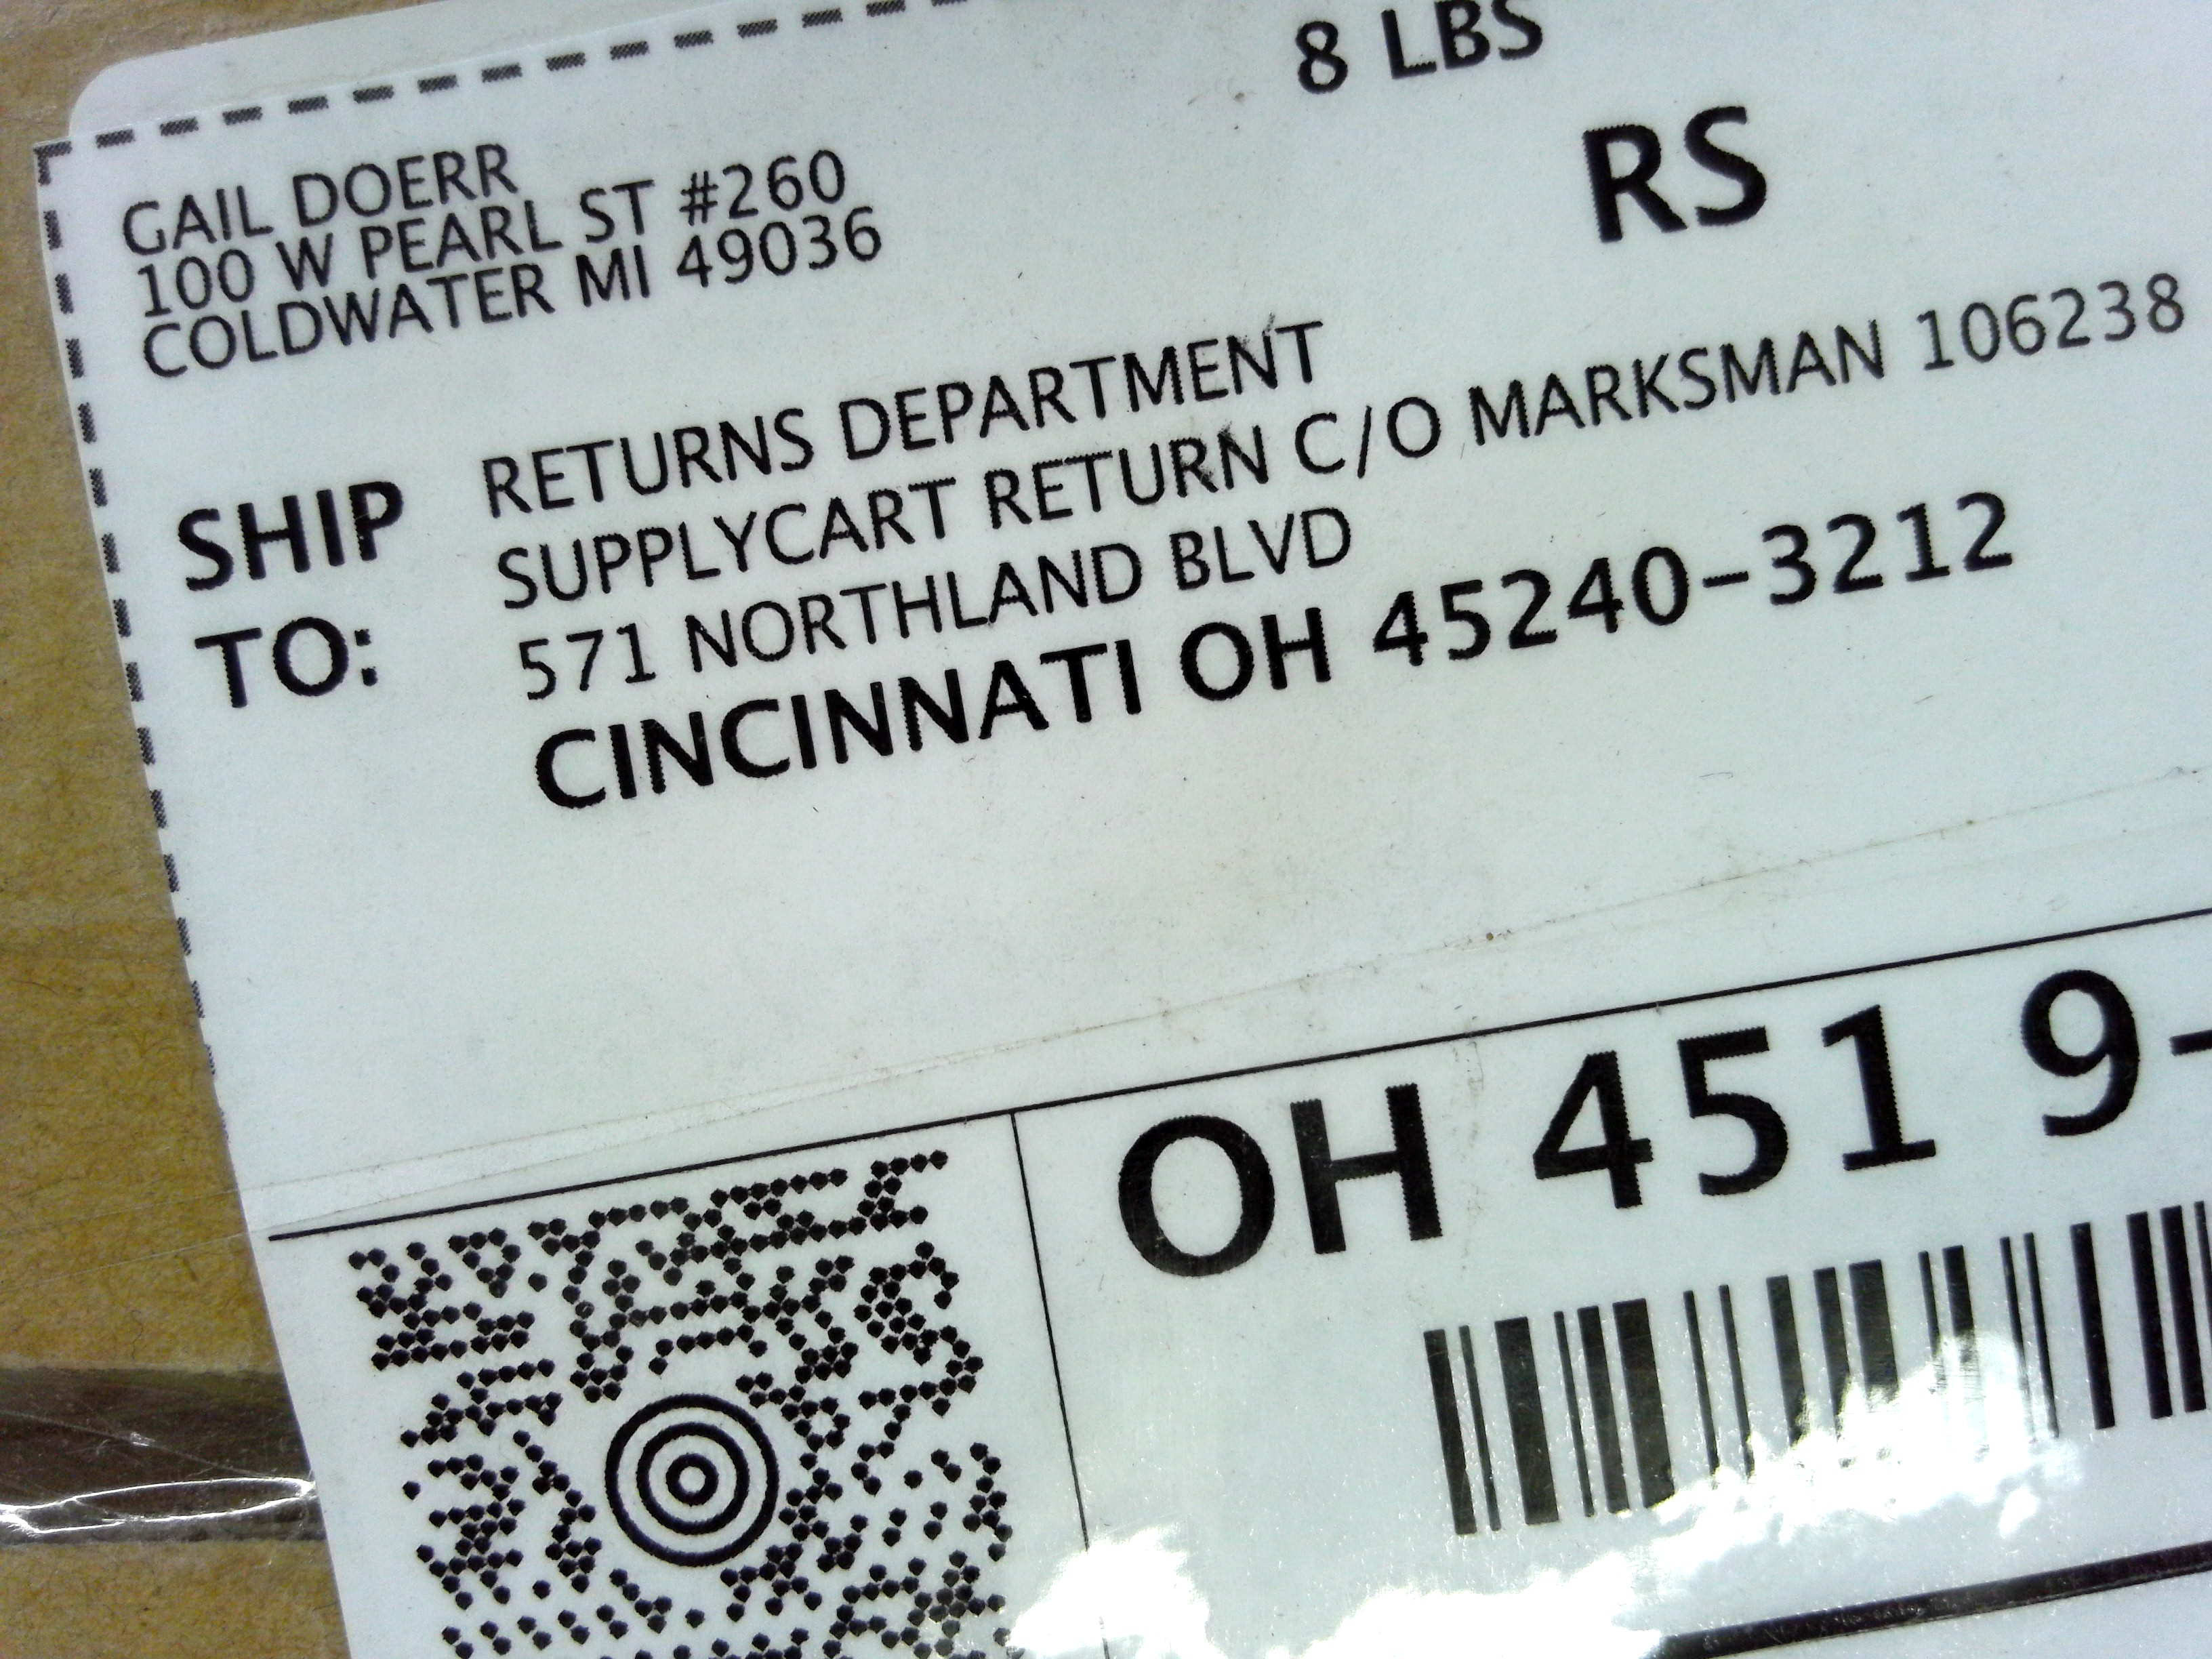 8 LBS
RS
GAIL DOERR
100 W PEARL ST #260
COLDWATER MI 49036
SHIP
TO:
RETURNS DEPARTMENT
SUPPLYCART RETURN C/O MARKSMAN 106238
571 NORTHLAND BLVD
CINCINNATI OH 45240-3212
OH 451 9-